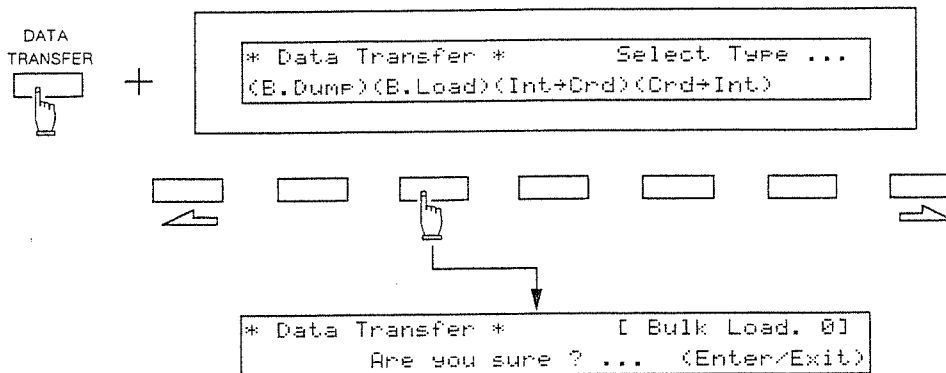 DATA
TRANSFER
+
* Data Transfer * Select Type ...
(B.Dump)(B.Load)(Int→Crd)(Crd→Int)
* Data Transfer * [ Bulk Load. 0]
Are you sure ? ... (Enter/Exit)